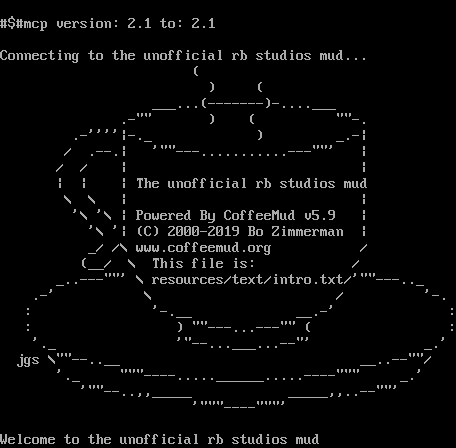 #$#mcp version: 2.1 to: 2.1
Connecting to the unofficial rb studios mud...
The unofficial rb studios mud
Powered By CoffeeMud v5.9
(C) 2000-2019 Bo Zimmerman
www.coffeemud.org
This file is:
resources/text/intro.txt
jgs
Welcome to the unofficial rb studios mud